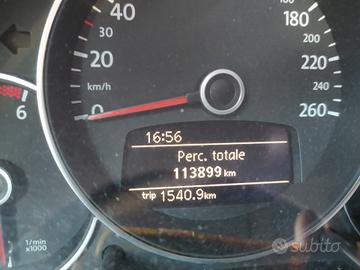 40
180
30
20
km/h
0
220
240
260
6
16:56
Perc. totale
113899 km
trip 1540.9 km
1/min
x1000
subito